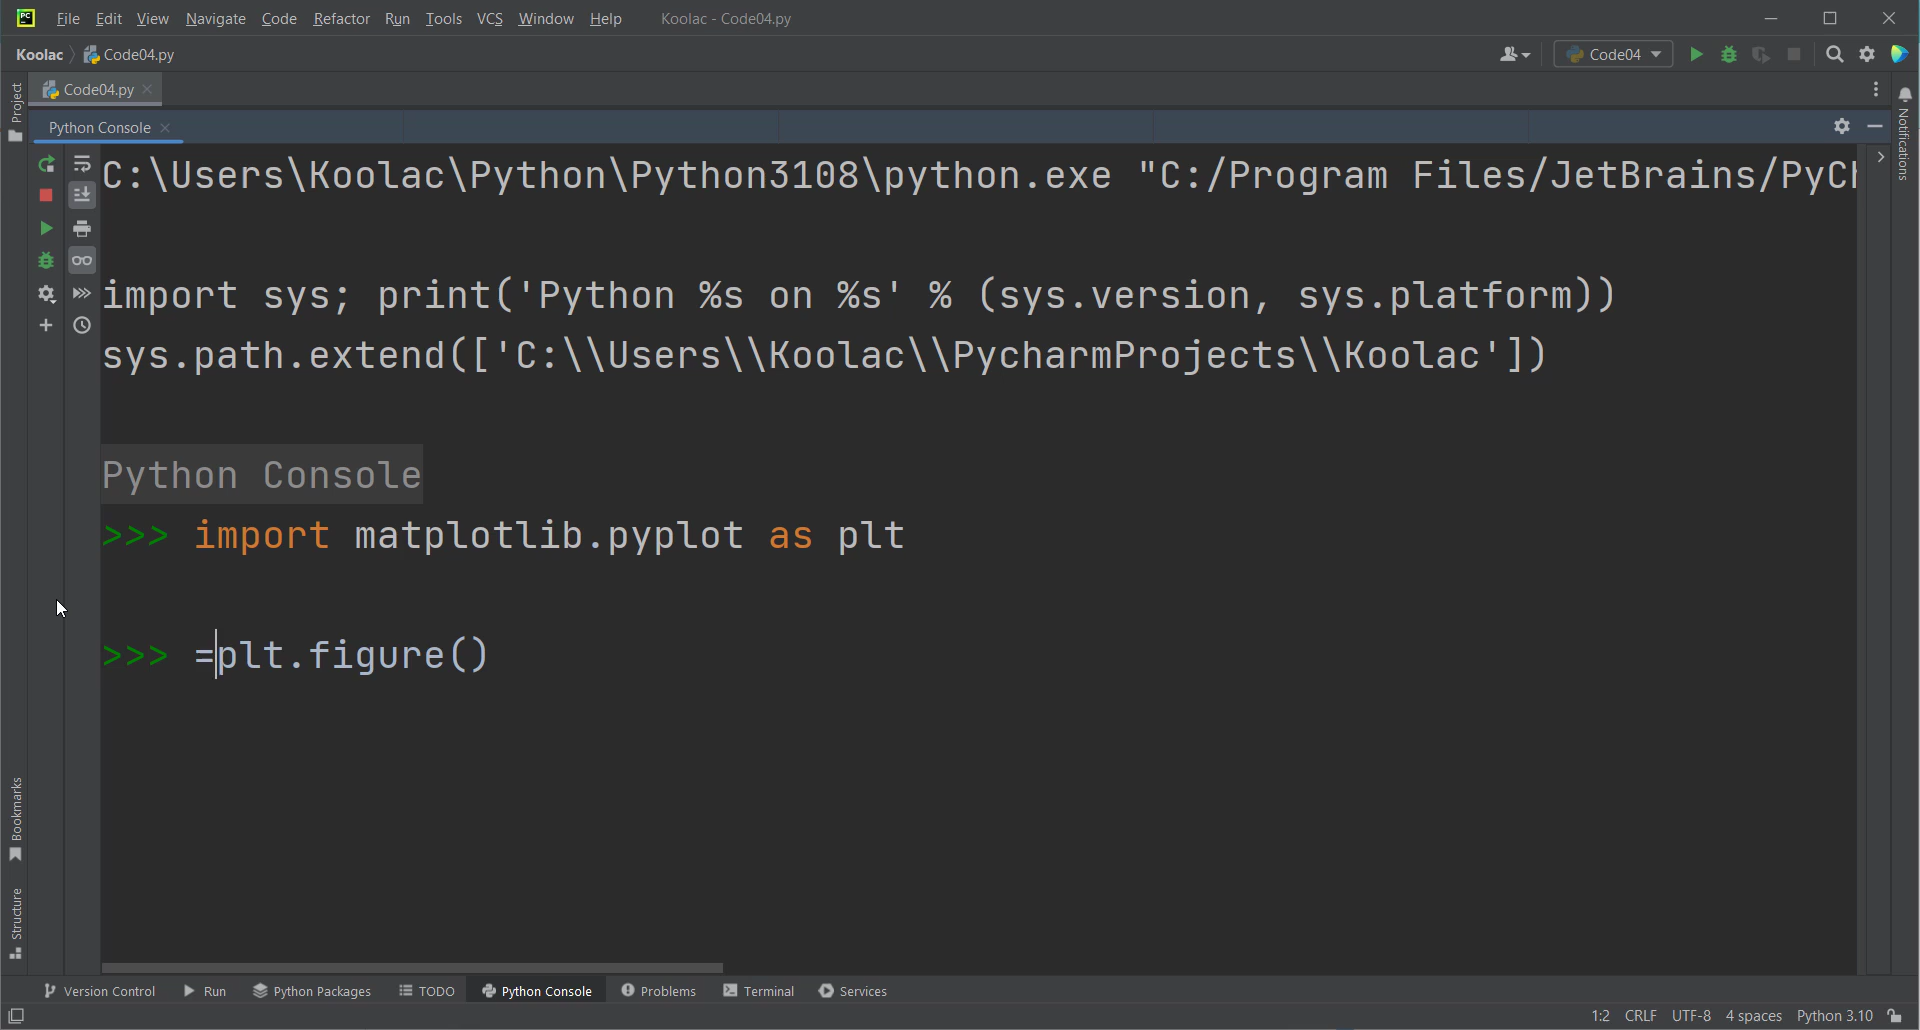 PC File Edit View Navigate Code Refactor Run Tools VCS Window Help Koolac - Code04.py
Koolac Code04.py Code04
Project Code04.py
Python Console
Notifications
C:\Users\Koolac\Python\Python3108\python.exe "C:/Program Files/JetBrains/PyCh
import sys; print('Python %s on %s' % (sys.version, sys.platform))
sys.path.extend(['C:\\Users\\Koolac\\PycharmProjects\\Koolac'])
Python Console
>>> import matplotlib.pyplot as plt
>>> =plt.figure()
Bookmarks
Structure
Version Control Run Python Packages TODO Python Console Problems Terminal Services
1:2 CRLF UTF-8 4 spaces Python 3.10